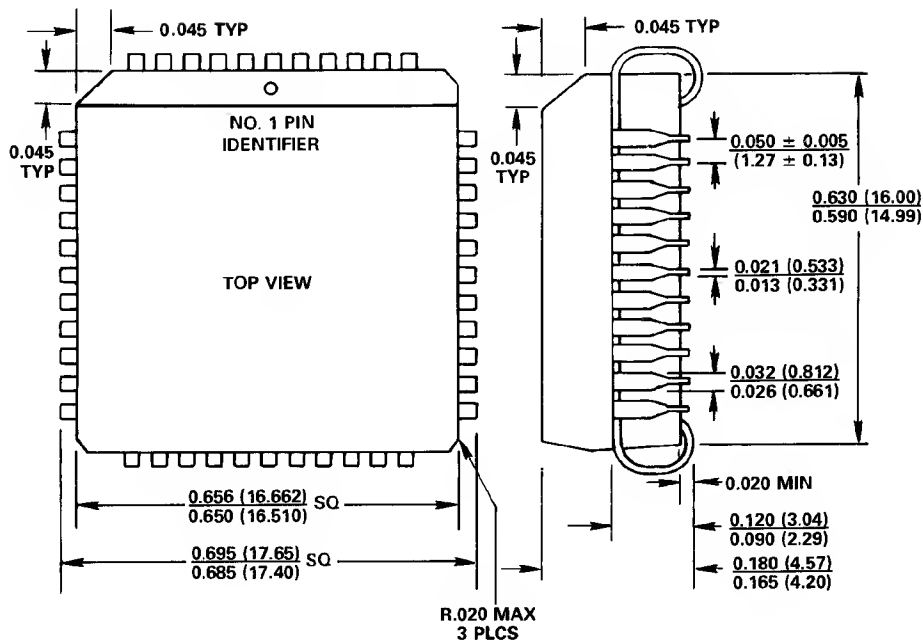 0.045 TYP
0.045
TYP
NO. 1 PIN
IDENTIFIER
TOP VIEW
0.656 (16.662)
0.650 (16.510)
SQ
0.695 (17.65)
0.685 (17.40)
SQ
R.020 MAX
3 PLCS
0.045
TYP
0.050 ± 0.005
(1.27 ± 0.13)
0.630 (16.00)
0.590 (14.99)
0.021 (0.533)
0.013 (0.331)
0.032 (0.812)
0.026 (0.661)
0.020 MIN
0.120 (3.04)
0.090 (2.29)
0.180 (4.57)
0.165 (4.20)